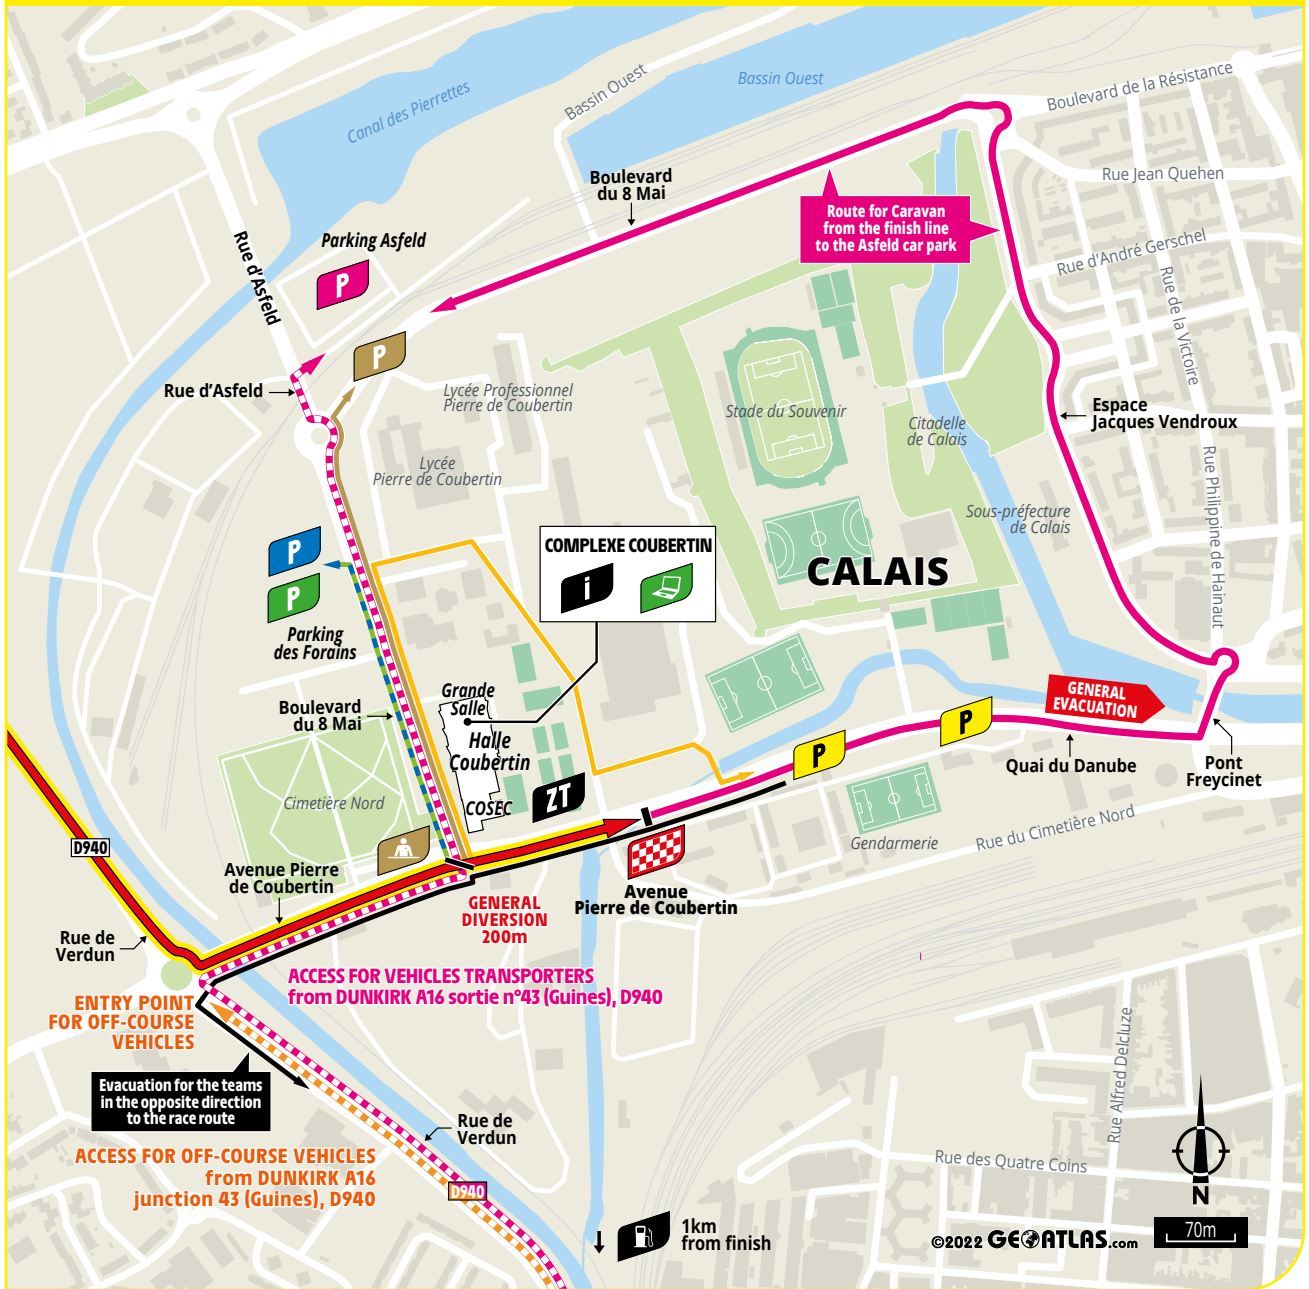 Canal des Pierrettes
Bassin Ouest
Bassin Ouest
Boulevard de la Résistance
Rue Jean Quehen
Boulevard
du 8 Mai
Route for Caravan
from the finish line
to the Asfeld car park
Rue d'André Gerschel
Rue de la Victoire
Rue d'Asfeld
Parking Asfeld
P
P
Rue d'Asfeld
Lycée Professionnel
Pierre de Coubertin
Stade du Souvenir
Citadelle
de Calais
Espace
Jacques Vendroux
Rue Philippine de Hainaut
Lycée
Pierre de Coubertin
Sous-préfecture
de Calais
P
P
Parking
des Forains
COMPLEXE COUBERTIN
i
CALAIS
Boulevard
du 8 Mai
Grande
Salle
Halle
Coubertin
COSEC
ZT
Cimetière Nord
P
P
GENERAL
EVACUATION
Quai du Danube
Pont
Freycinet
Gendarmerie
Rue du Cimetière Nord
D940
Avenue Pierre
de Coubertin
Avenue
Pierre de Coubertin
GENERAL
DIVERSION
200m
Rue de
Verdun
ACCESS FOR VEHICLES TRANSPORTERS
from DUNKIRK A16 sortie n°43 (Guines), D940
ENTRY POINT
FOR OFF-COURSE
VEHICLES
Evacuation for the teams
in the opposite direction
to the race route
Rue de
Verdun
ACCESS FOR OFF-COURSE VEHICLES
from DUNKIRK A16
junction 43 (Guines), D940
D940
1km
from finish
Rue Alfred Delcluze
Rue des Quatre Coins
N
©2022 GEOATLAS.com
70m